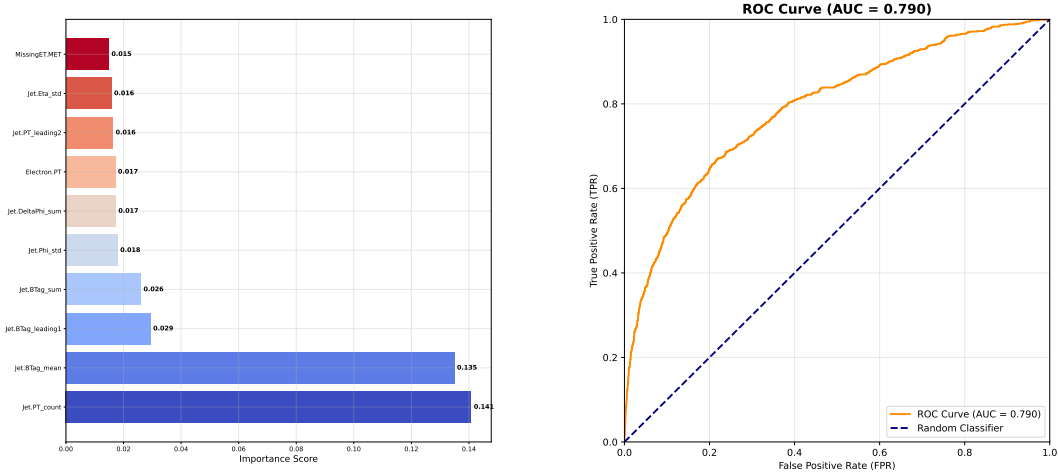 MissingET.MET
0.015
Jet.Eta_std
0.016
Jet.PT_leading2
0.016
Electron.PT
0.017
Jet.DeltaPhi_sum
0.017
Jet.Phi_std
0.018
Jet.BTag_sum
0.026
Jet.BTag_leading1
0.029
Jet.BTag_mean
0.135
Jet.PT_count
0.141
0.00 0.02 0.04 0.06 0.08 0.10 0.12 0.14
Importance Score
ROC Curve (AUC = 0.790)
1.0
0.8
0.6
0.4
0.2
0.0
True Positive Rate (TPR)
ROC Curve (AUC = 0.790)
Random Classifier
0.0 0.2 0.4 0.6 0.8 1.0
False Positive Rate (FPR)